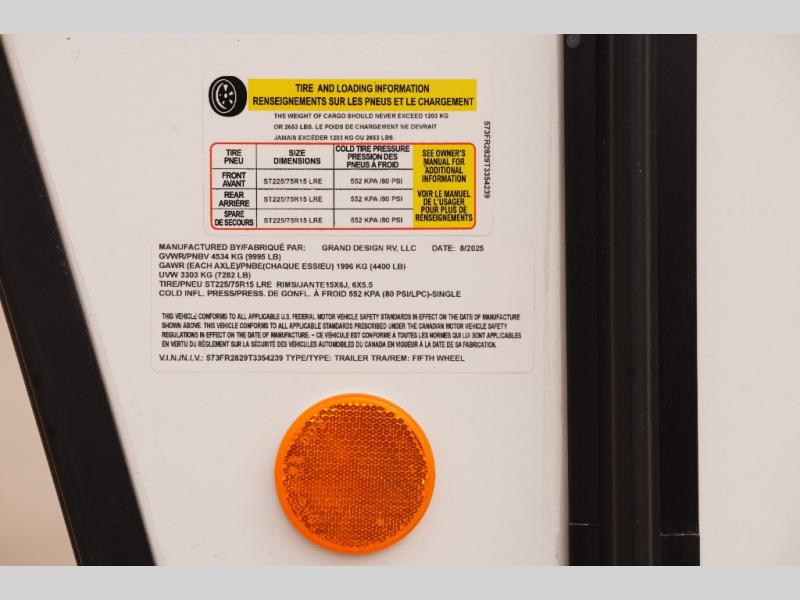 TIRE AND LOADING INFORMATION
RENSEIGNEMENTS SUR LES PNEUS ET LE CHARGEMENT
THE WEIGHT OF CARGO SHOULD NEVER EXCEED 1203 KG
OR 2653 LBS. LE POIDS DE CHARGEMENT NE DEVRAIT
JAMAIS EXCÉDER 1203 KG OU 2653 LBS.
TIRE
PNEU
SIZE
DIMENSIONS
COLD TIRE PRESSURE
PRESSION DES
PNEUS À FROID
FRONT
AVANT
ST225/75R15 LRE
552 KPA /80 PSI
REAR
ARRIÈRE
ST225/75R15 LRE
552 KPA /80 PSI
SPARE
DE SECOURS
ST225/75R15 LRE
552 KPA /80 PSI
SEE OWNER'S
MANUAL FOR
ADDITIONAL
INFORMATION
VOIR LE MANUEL
DE L'USAGER
POUR PLUS DE
RENSEIGNEMENTS
573FR2829T3354239
MANUFACTURED BY/FABRIQUÉ PAR: GRAND DESIGN RV, LLC DATE: 8/2025
GVWR/PNBV 4534 KG (9995 LB)
GAWR (EACH AXLE)/PNBE(CHAQUE ESSIEU) 1996 KG (4400 LB)
UVW 3303 KG (7282 LB)
TIRE/PNEU ST225/75R15 LRE RIMS/JANTE15X6J, 6X5.5
COLD INFL. PRESS/PRESS. DE GONFL. À FROID 552 KPA (80 PSI/LPC)-SINGLE
THIS VEHICLE CONFORMS TO ALL APPLICABLE U.S. FEDERAL MOTOR VEHICLE SAFETY STANDARDS IN EFFECT ON THE DATE OF MANUFACTURE
SHOWN ABOVE. THIS VEHICLE CONFORMS TO ALL APPLICABLE STANDARDS PRESCRIBED UNDER THE CANADIAN MOTOR VEHICLE SAFETY
REGULATIONS IN EFFECT ON THE DATE OF MANUFACTURE. - CE VÉHICULE EST CONFORME À TOUTES LES NORMES QUI LUI SONT APPLICABLES
EN VERTU DU RÈGLEMENT SUR LA SÉCURITÉ DES VÉHICULES AUTOMOBILES DU CANADA EN VIGUEUR À LA DATE DE SA FABRICATION.
V.I.N./N.I.V.: 573FR2829T3354239 TYPE/TYPE: TRAILER TRA/REM: FIFTH WHEEL